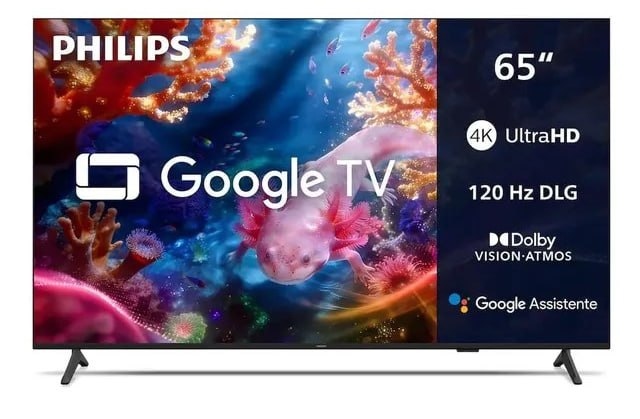 PHILIPS
Google TV
65“
4K UltraHD
120 Hz DLG
Dolby
VISION·ATMOS
Google Assistente